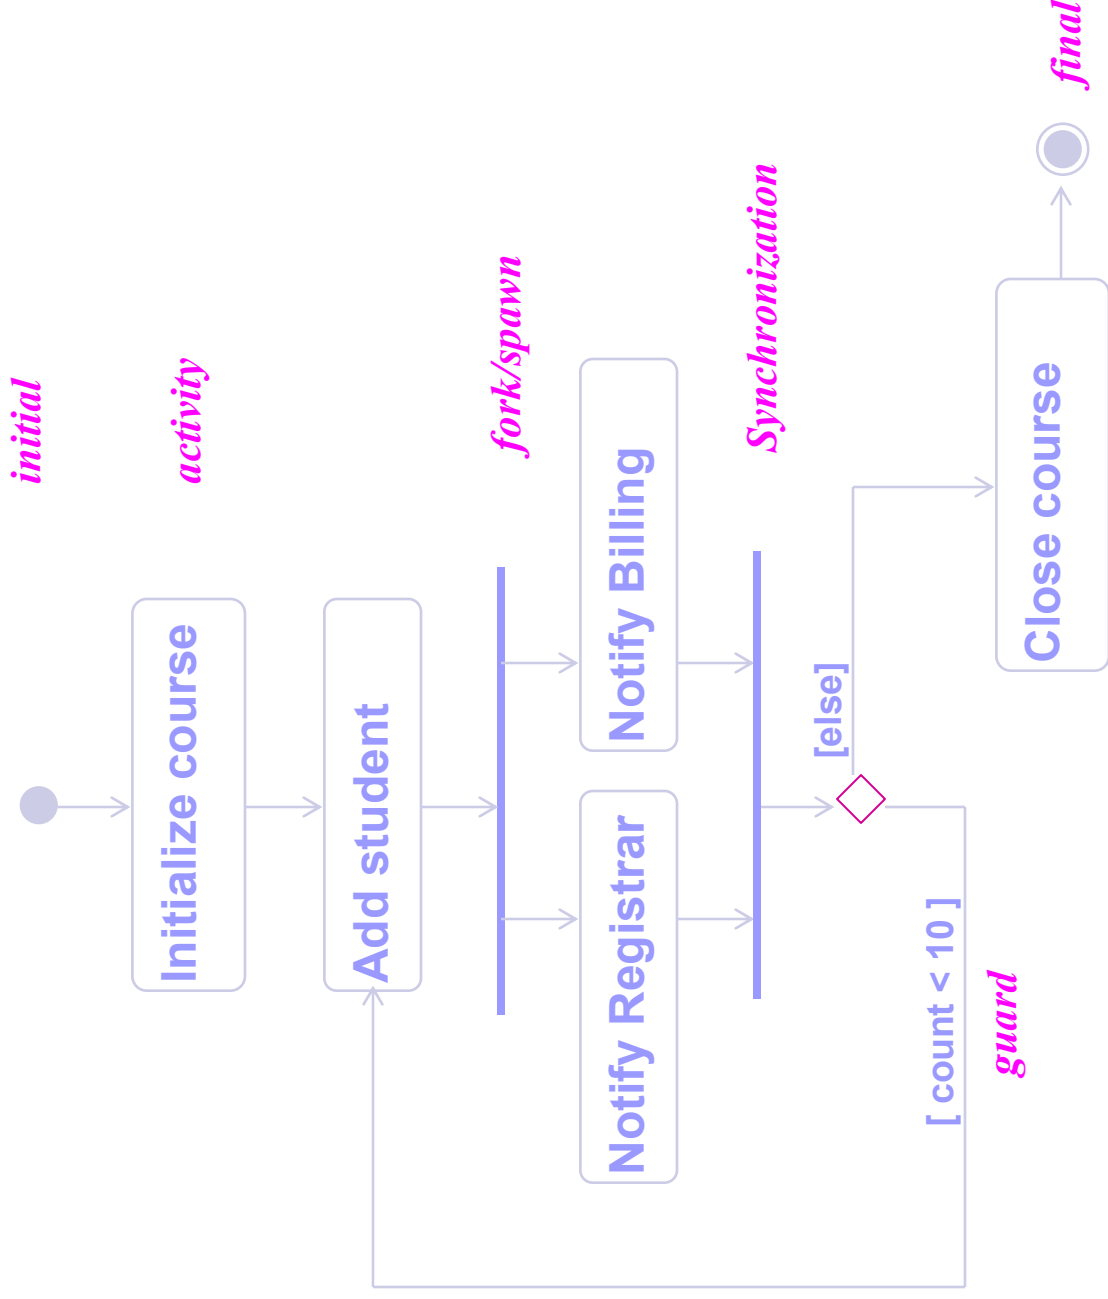 initial
Initialize course
activity
Add student
fork/spawn
Notify Registrar
Notify Billing
Synchronization
[else]
[ count < 10 ]
guard
Close course
final